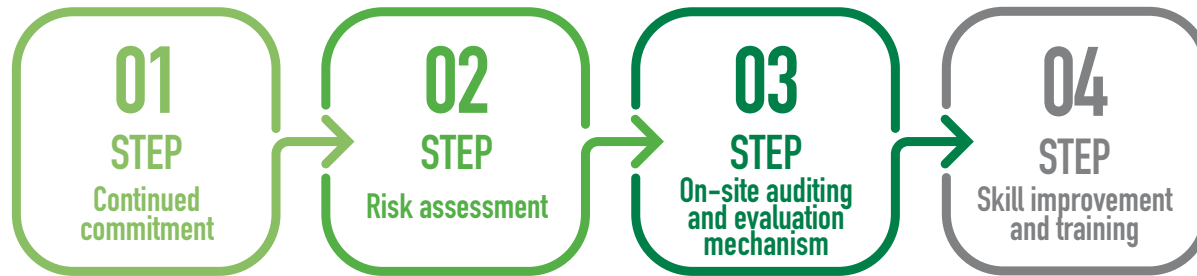 01
STEP
Continued
commitment
02
STEP
Risk assessment
03
STEP
On-site auditing
and evaluation
mechanism
04
STEP
Skill improvement
and training